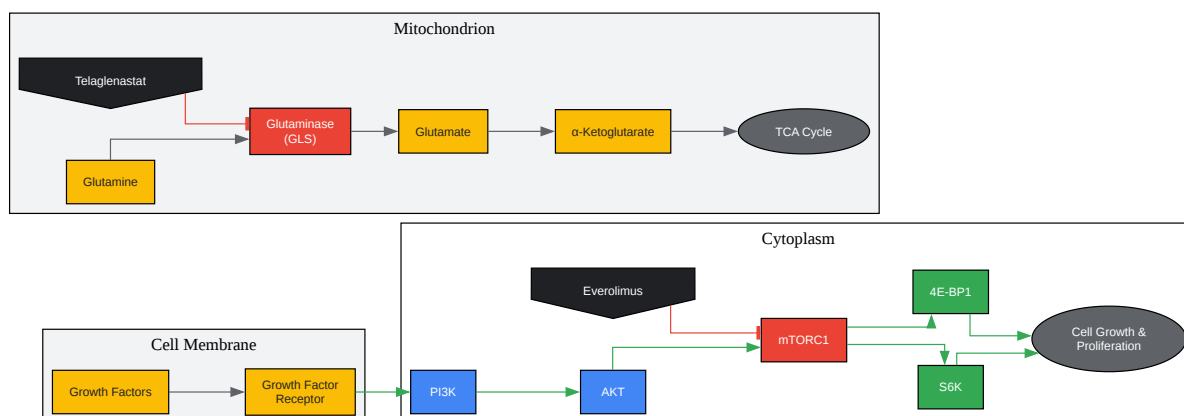 Mitochondrion
Telaglenastat
Glutaminase
(GLS)
Glutamate
α-Ketoglutarate
TCA Cycle
Glutamine
Cytoplasm
Everolimus
4E-BP1
mTORC1
Cell Growth &
Proliferation
Cell Membrane
Growth Factors
Growth Factor
Receptor
PI3K
AKT
S6K